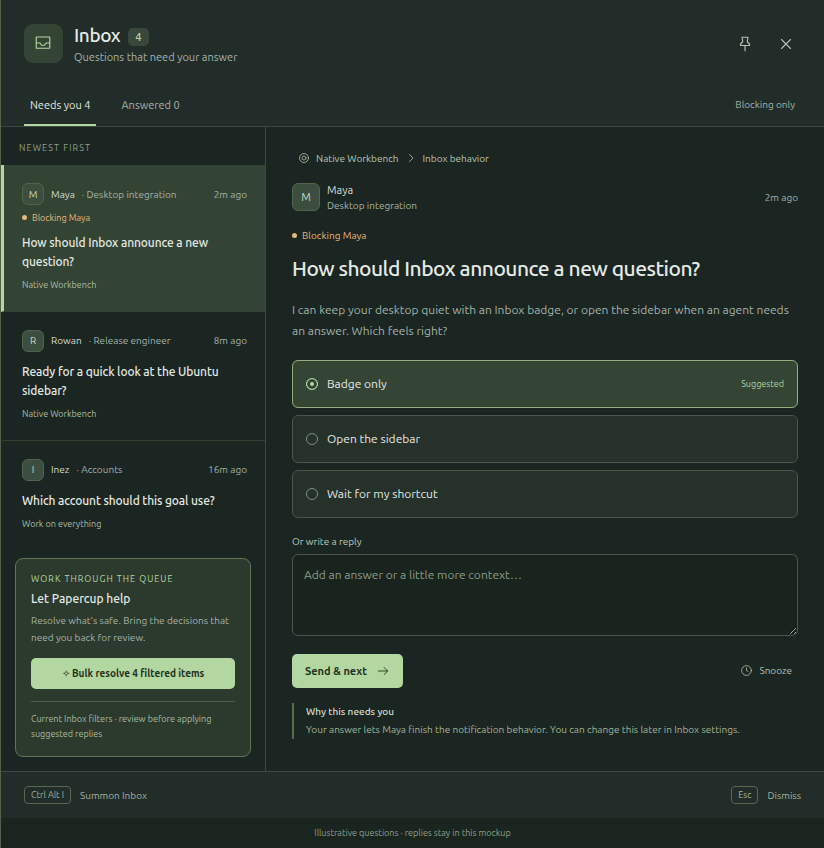 Inbox 4
Questions that need your answer
Needs you 4
Answered 0
Blocking only
NEWEST FIRST
M Maya · Desktop integration 2m ago
Blocking Maya
How should Inbox announce a new
question?
Native Workbench
R Rowan · Release engineer 8m ago
Ready for a quick look at the Ubuntu
sidebar?
Native Workbench
I Inez · Accounts 16m ago
Which account should this goal use?
Work on everything
WORK THROUGH THE QUEUE
Let Papercup help
Resolve what's safe. Bring the decisions that
need you back for review.
✧ Bulk resolve 4 filtered items
Current Inbox filters · review before applying
suggested replies
Native Workbench > Inbox behavior
M Maya
Desktop integration
2m ago
Blocking Maya
How should Inbox announce a new question?
I can keep your desktop quiet with an Inbox badge, or open the sidebar when an agent needs
an answer. Which feels right?
Badge only Suggested
Open the sidebar
Wait for my shortcut
Or write a reply
Add an answer or a little more context…
Send & next →
Snooze
Why this needs you
Your answer lets Maya finish the notification behavior. You can change this later in Inbox settings.
Ctrl Alt I Summon Inbox
Esc Dismiss
Illustrative questions · replies stay in this mockup